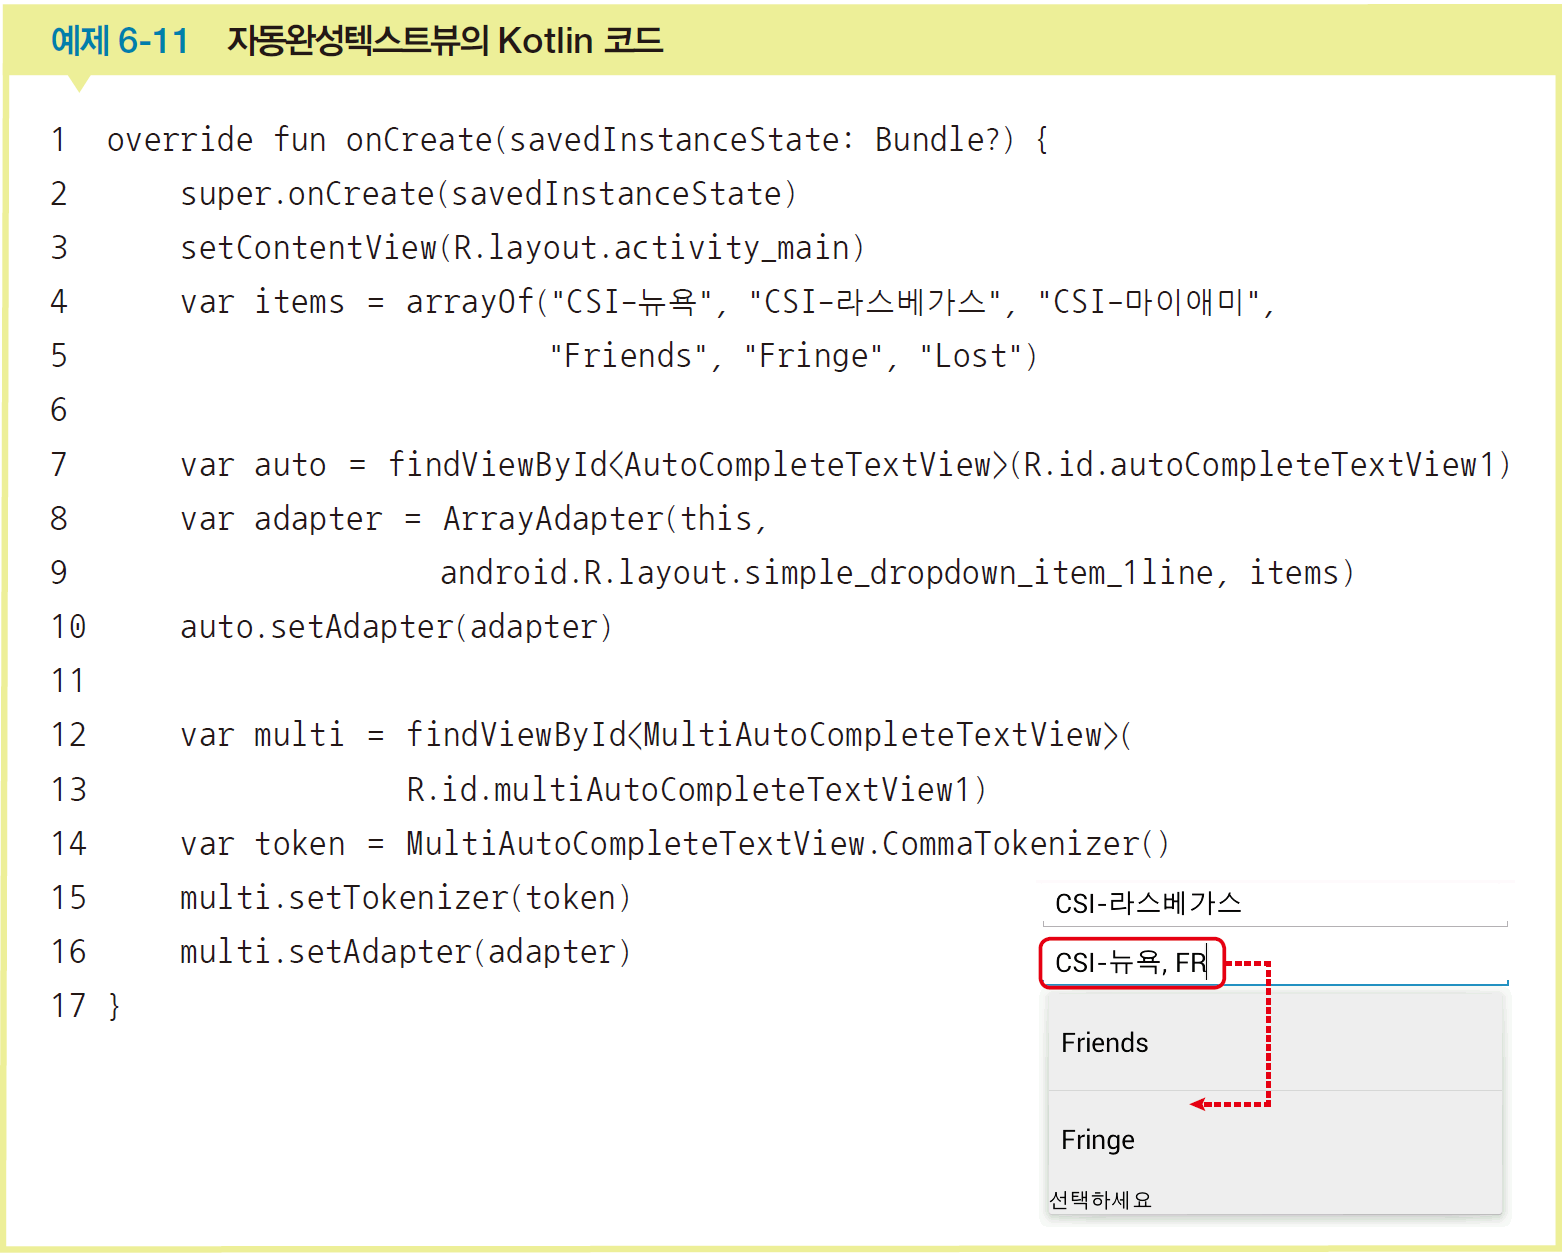 예제 6-11 자동완성텍스트뷰의 Kotlin 코드
1 override fun onCreate(savedInstanceState: Bundle?) {
2 super.onCreate(savedInstanceState)
3 setContentView(R.layout.activity_main)
4 var items = arrayOf("CSI-뉴욕", "CSI-라스베가스", "CSI-마이애미",
5 "Friends", "Fringe", "Lost")
6
7 var auto = findViewById<AutoCompleteTextView>(R.id.autoCompleteTextView1)
8 var adapter = ArrayAdapter(this,
9 android.R.layout.simple_dropdown_item_1line, items)
10 auto.setAdapter(adapter)
11
12 var multi = findViewById<MultiAutoCompleteTextView>(
13 R.id.multiAutoCompleteTextView1)
14 var token = MultiAutoCompleteTextView.CommaTokenizer()
15 multi.setTokenizer(token)
16 multi.setAdapter(adapter)
17 }
CSI-라스베가스
CSI-뉴욕, FR
Friends
Fringe
선택하세요